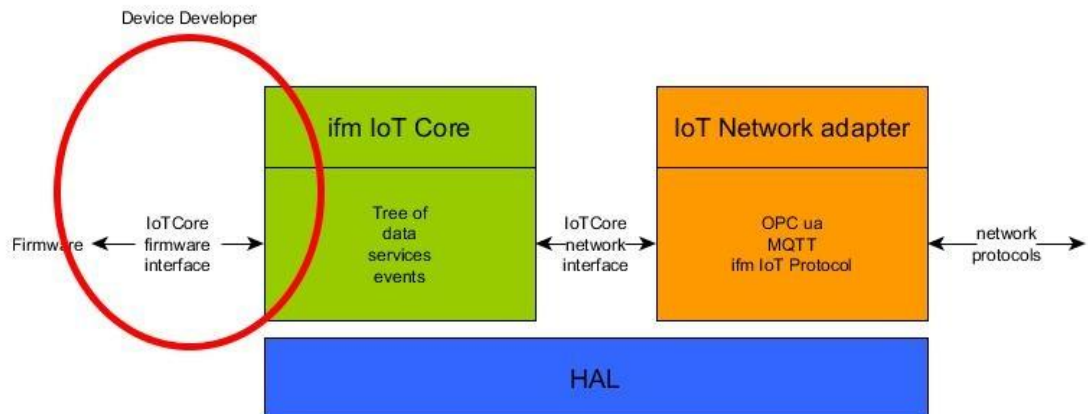 Device Developer
ifm IoT Core
IoT Network adapter
Firmware
IoTCore
firmware
interface
Tree of
data
services
events
IoTCore
network
interface
OPC ua
MQTT
ifm IoT Protocol
network
protocols
HAL